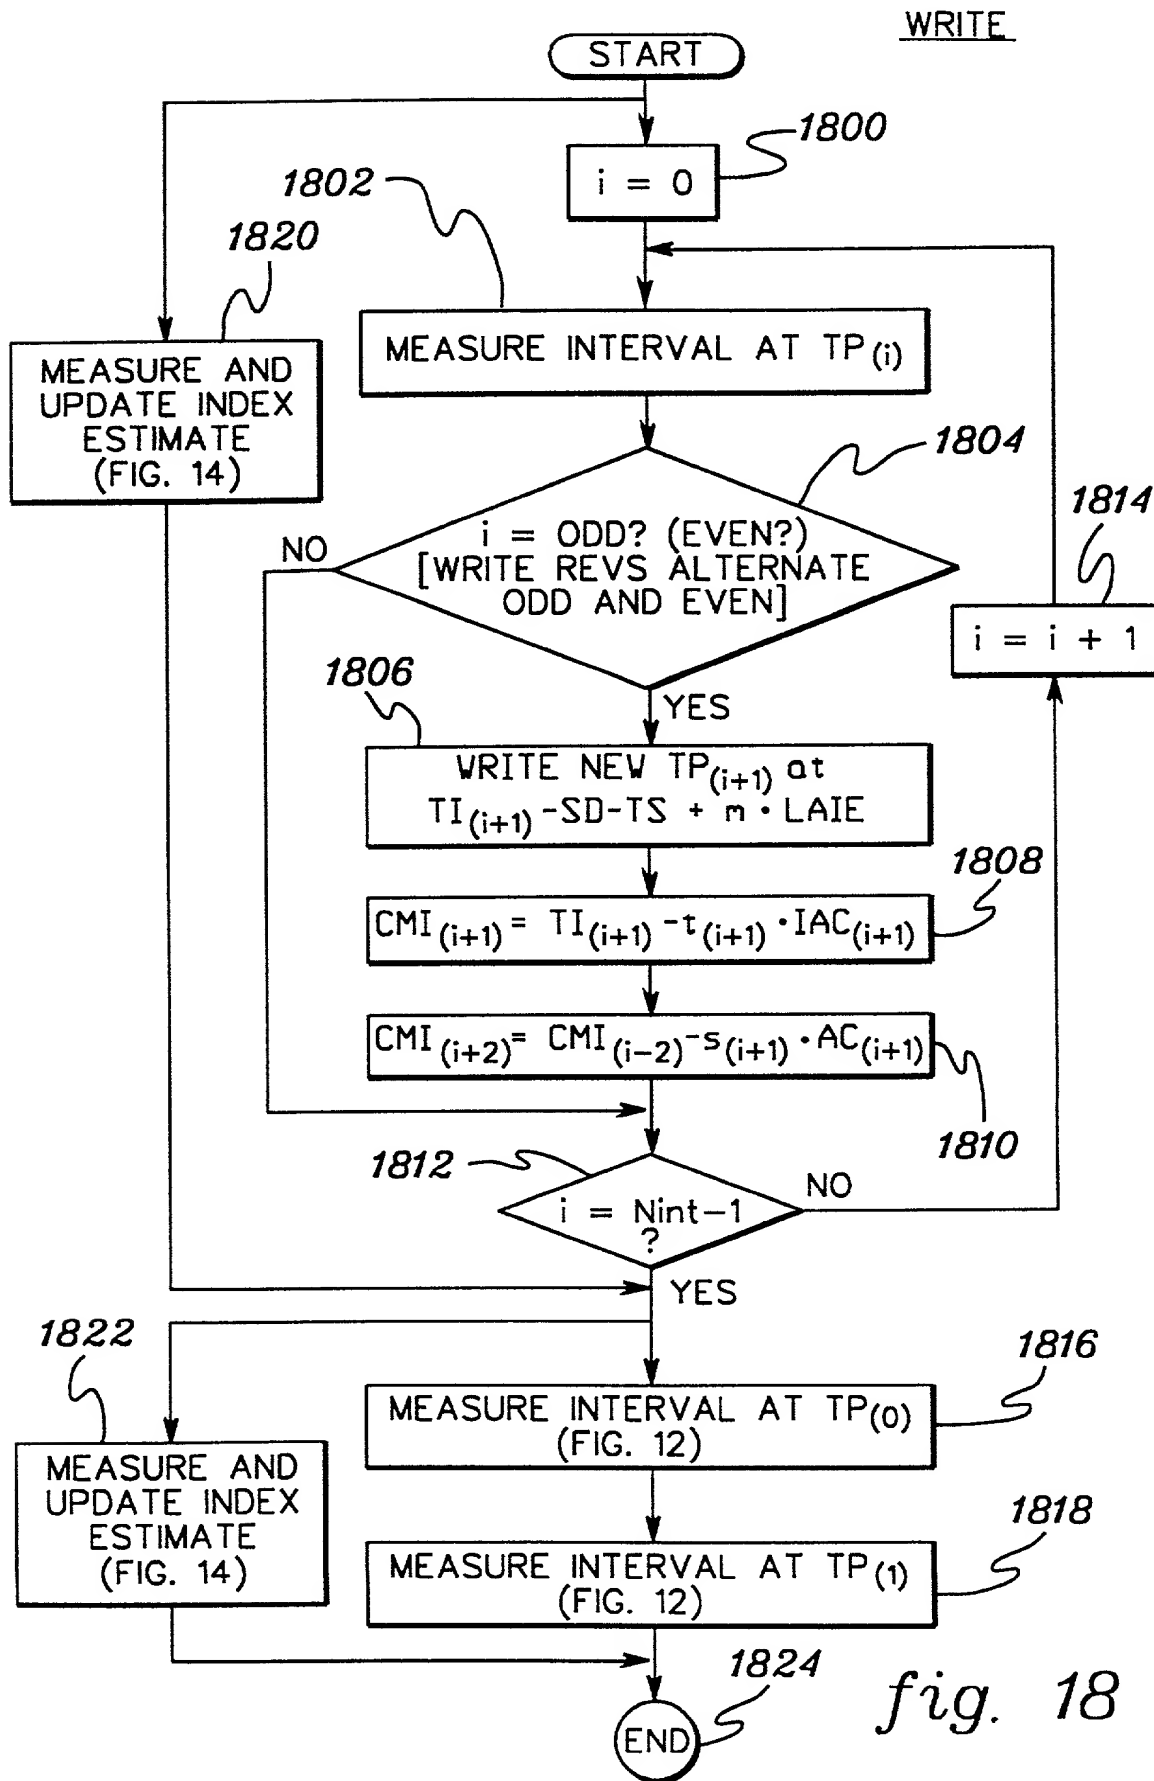 WRITE
START
1800
i = 0
1802
1820
MEASURE INTERVAL AT TP(i)
MEASURE AND
UPDATE INDEX
ESTIMATE
(FIG. 14)
1804
i = ODD? (EVEN?)
[WRITE REVS ALTERNATE
ODD AND EVEN]
NO
1814
i = i + 1
1806
YES
WRITE NEW TP(i+1) at
TI(i+1) -SD-TS + m · LAIE
1808
CMI(i+1) = TI(i+1) -t(i+1) · IAC(i+1)
CMI(i+2) = CMI(i-2) -s(i+1) · AC(i+1)
1810
1812
i = Nint-1
?
NO
YES
1822
1816
MEASURE INTERVAL AT TP(0)
(FIG. 12)
MEASURE AND
UPDATE INDEX
ESTIMATE
(FIG. 14)
1818
MEASURE INTERVAL AT TP(1)
(FIG. 12)
1824
END
fig. 18